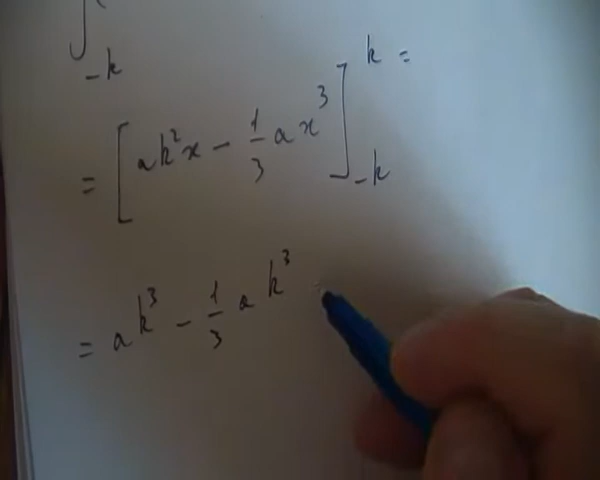 ∫_{-k}
= [ak²x - 1/3 ax³]_{-k}^{k} =
= ak³ - 1/3 ak³